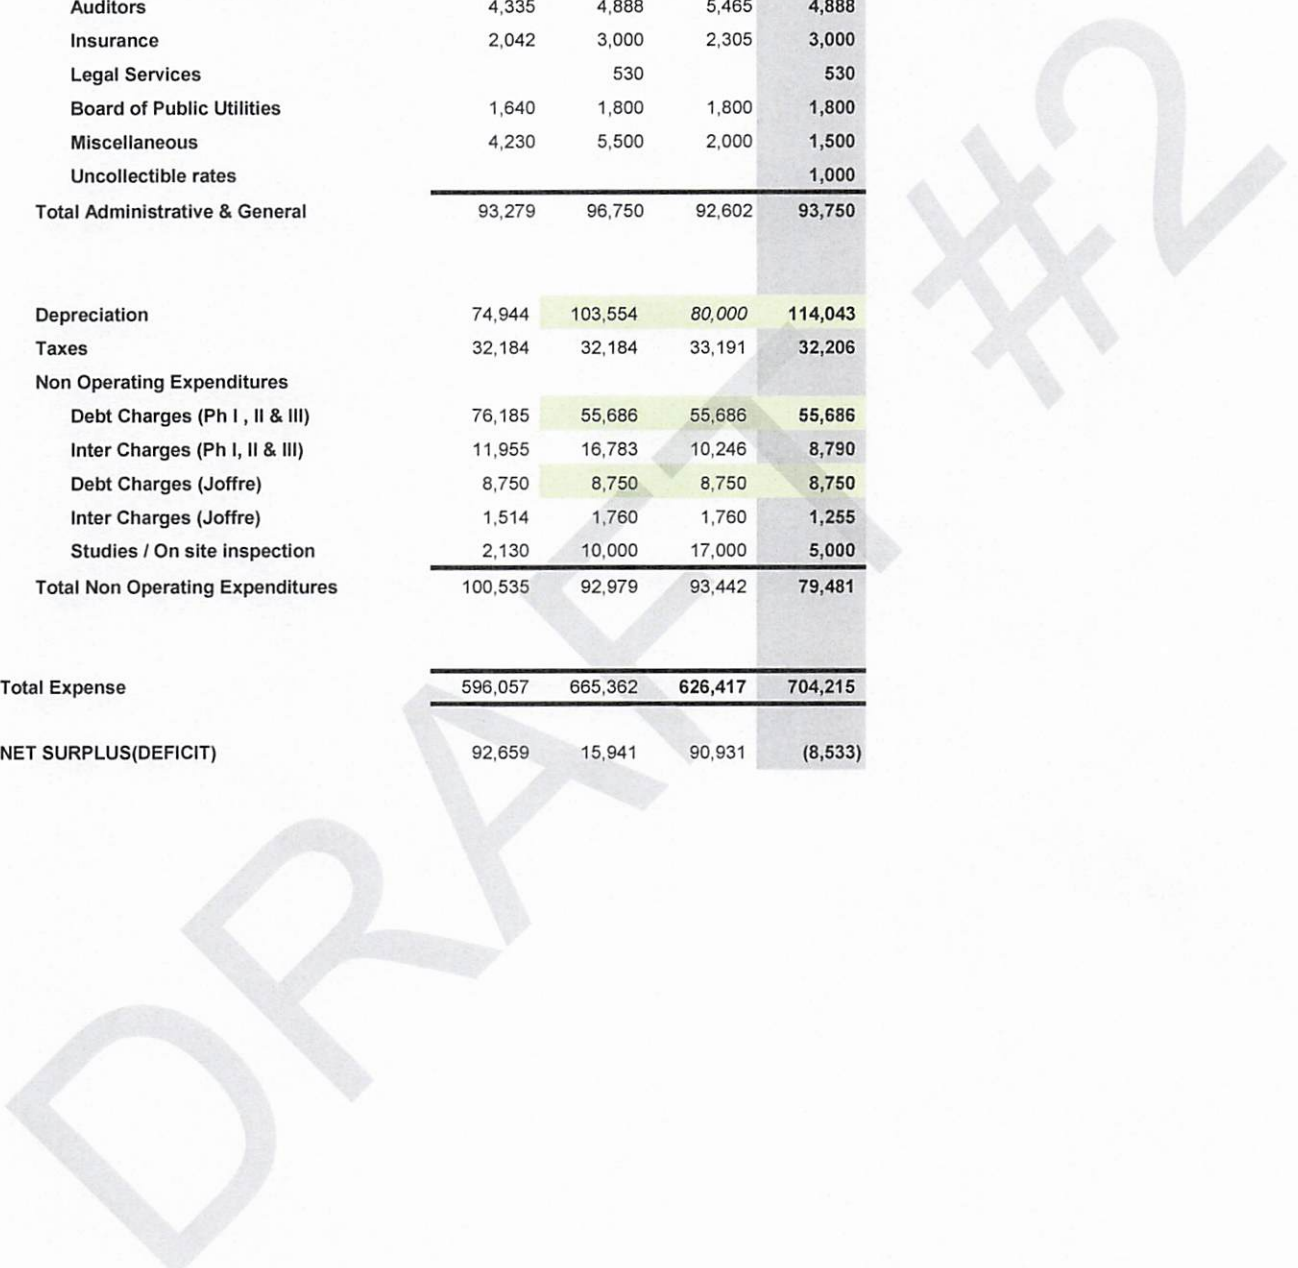 Auditors 4,335 4,888 5,465 4,888
Insurance 2,042 3,000 2,305 3,000
Legal Services 530 530
Board of Public Utilities 1,640 1,800 1,800 1,800
Miscellaneous 4,230 5,500 2,000 1,500
Uncollectible rates 1,000
Total Administrative & General 93,279 96,750 92,602 93,750
Depreciation 74,944 103,554 80,000 114,043
Taxes 32,184 32,184 33,191 32,206
Non Operating Expenditures
Debt Charges (Ph I , II & III) 76,185 55,686 55,686 55,686
Inter Charges (Ph I, II & III) 11,955 16,783 10,246 8,790
Debt Charges (Joffre) 8,750 8,750 8,750 8,750
Inter Charges (Joffre) 1,514 1,760 1,760 1,255
Studies / On site inspection 2,130 10,000 17,000 5,000
Total Non Operating Expenditures 100,535 92,979 93,442 79,481
Total Expense 596,057 665,362 626,417 704,215
NET SURPLUS(DEFICIT) 92,659 15,941 90,931 (8,533)
DRAFT #2